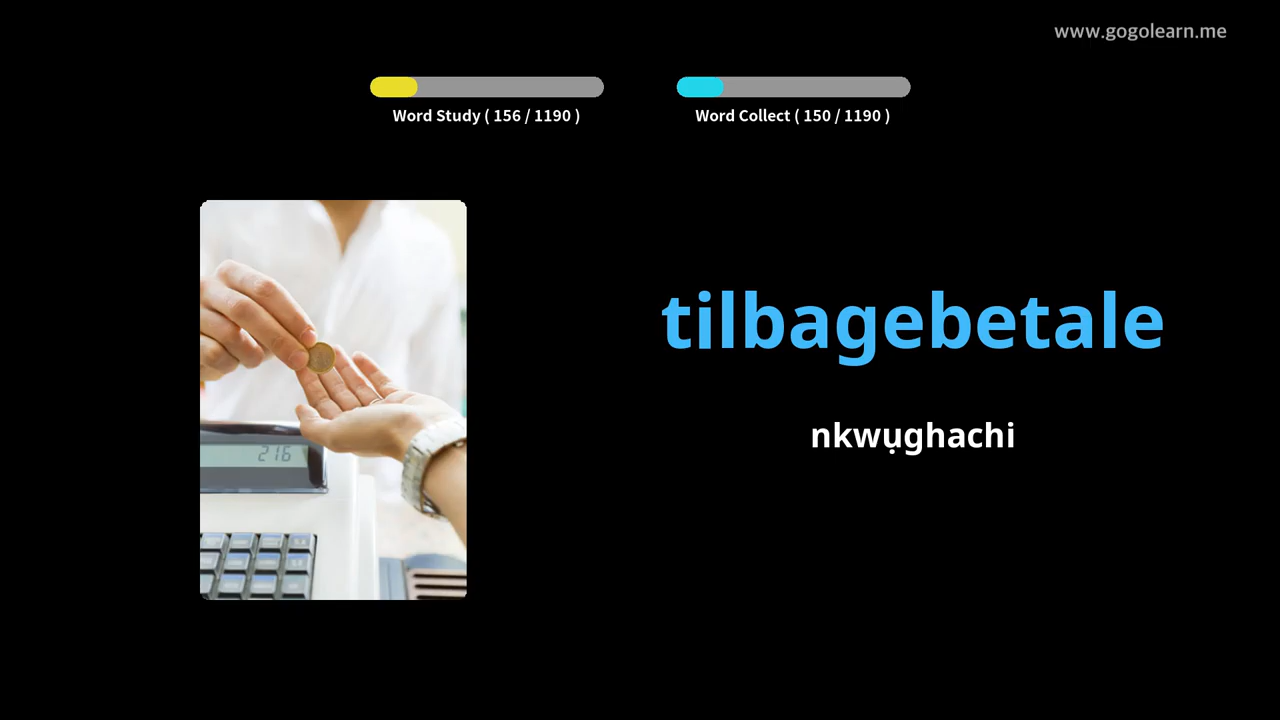 www.gogolearn.me
Word Study ( 156 / 1190 )
Word Collect ( 150 / 1190 )
tilbagebetale
nkwụghachi
216